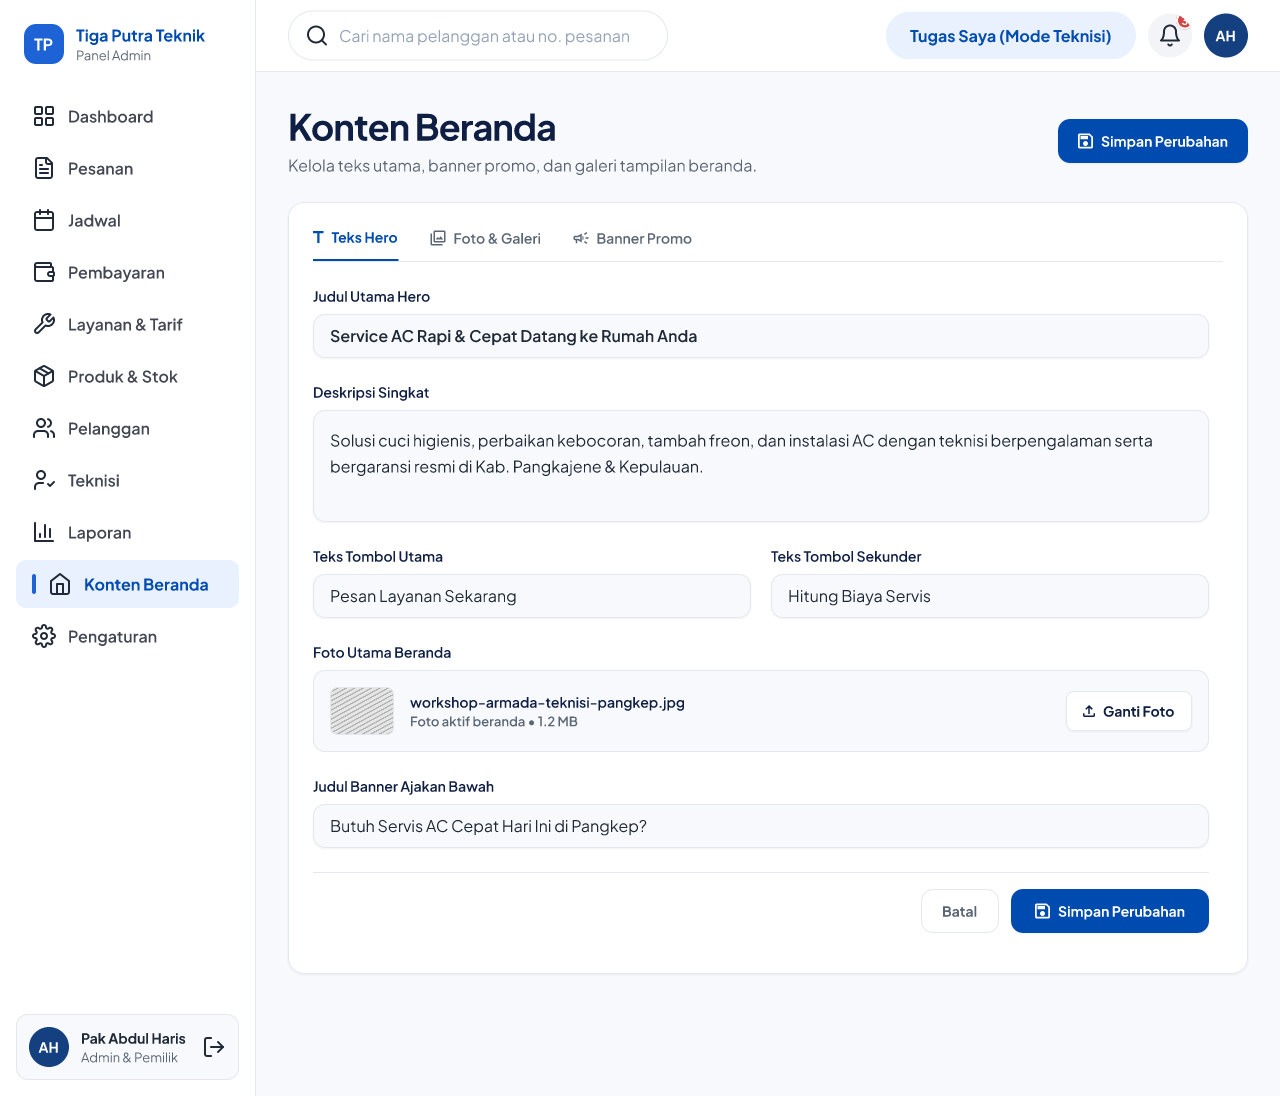 TP
Tiga Putra Teknik
Panel Admin
Dashboard
Pesanan
Jadwal
Pembayaran
Layanan & Tarif
Produk & Stok
Pelanggan
Teknisi
Laporan
Konten Beranda
Pengaturan
AH
Pak Abdul Haris
Admin & Pemilik
Cari nama pelanggan atau no. pesanan
Tugas Saya (Mode Teknisi)
AH
Konten Beranda
Kelola teks utama, banner promo, dan galeri tampilan beranda.
Simpan Perubahan
Teks Hero
Foto & Galeri
Banner Promo
Judul Utama Hero
Service AC Rapi & Cepat Datang ke Rumah Anda
Deskripsi Singkat
Solusi cuci higienis, perbaikan kebocoran, tambah freon, dan instalasi AC dengan teknisi berpengalaman serta
bergaransi resmi di Kab. Pangkajene & Kepulauan.
Teks Tombol Utama
Pesan Layanan Sekarang
Teks Tombol Sekunder
Hitung Biaya Servis
Foto Utama Beranda
workshop-armada-teknisi-pangkep.jpg
Foto aktif beranda • 1.2 MB
Ganti Foto
Judul Banner Ajakan Bawah
Butuh Servis AC Cepat Hari Ini di Pangkep?
Batal
Simpan Perubahan